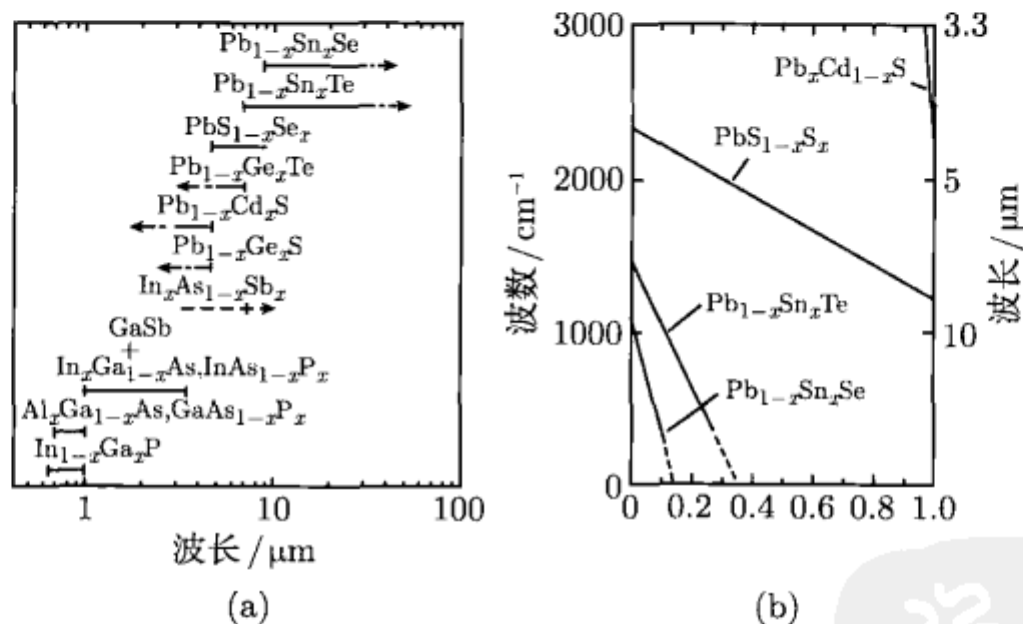 Pb₁₋ₓSnₓSe
Pb₁₋ₓSnₓTe
PbS₁₋ₓSeₓ
Pb₁₋ₓGeₓTe
Pb₁₋ₓCdₓS
Pb₁₋ₓGeₓS
InₓAs₁₋ₓSbₓ
GaSb
+
InₓGa₁₋ₓAs,InAs₁₋ₓPₓ
AlₓGa₁₋ₓAs,GaAs₁₋ₓPₓ
In₁₋ₓGaₓP
1 10 100
波长/μm
(a)
3000
2000
1000
0
波数/cm⁻¹
PbₓCd₁₋ₓS
PbS₁₋ₓSₓ
Pb₁₋ₓSnₓTe
Pb₁₋ₓSnₓSe
3.3
5
10
波长/μm
0 0.2 0.4 0.6 0.8 1.0
(b)